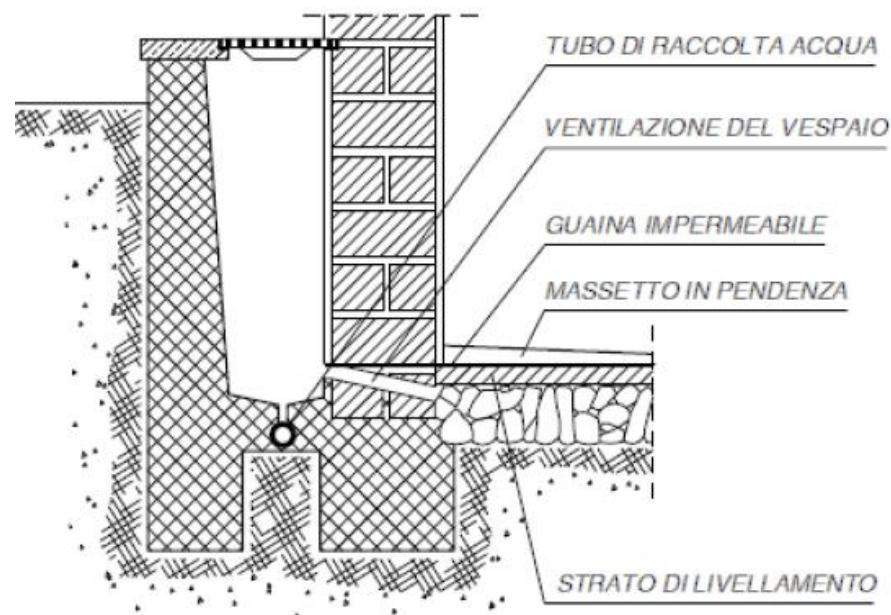 TUBO DI RACCOLTA ACQUA
VENTILAZIONE DEL VESPAIO
GUAINA IMPERMEABILE
MASSETTO IN PENDENZA
STRATO DI LIVELLAMENTO